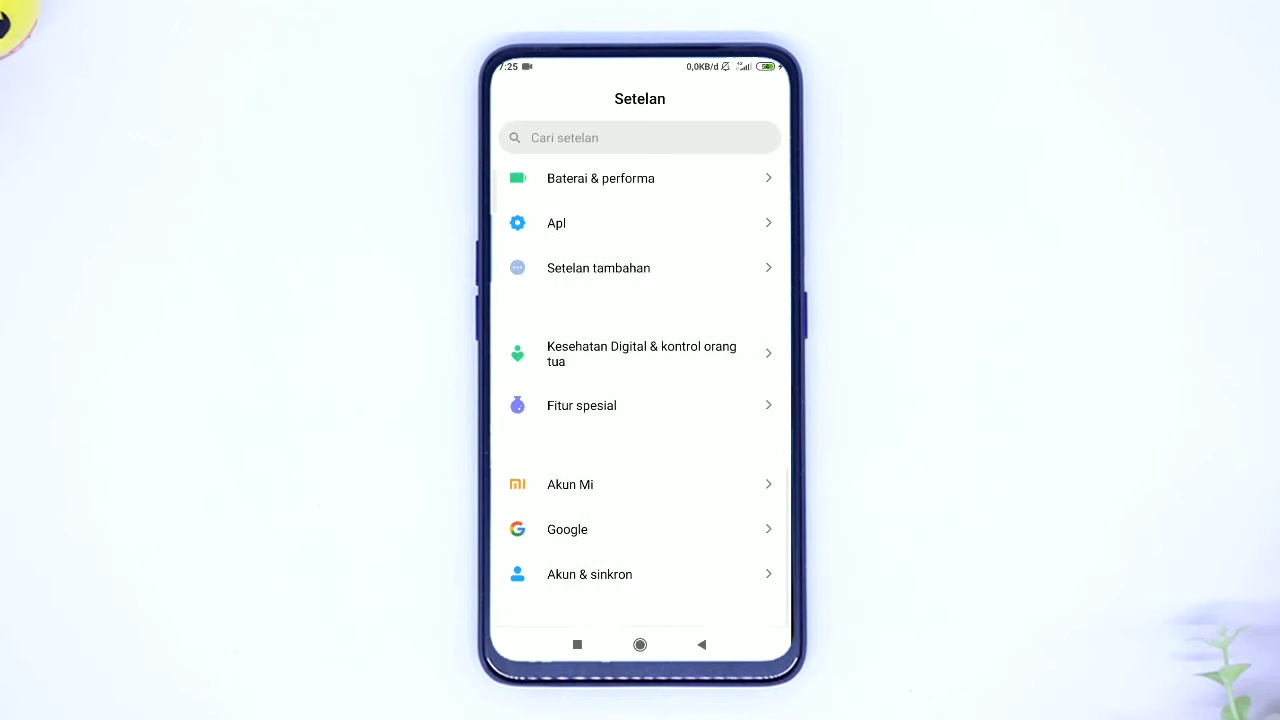 7:25
0,0KB/d
Setelan
Cari setelan
Baterai & performa
Apl
Setelan tambahan
Kesehatan Digital & kontrol orang
tua
Fitur spesial
Akun Mi
Google
Akun & sinkron